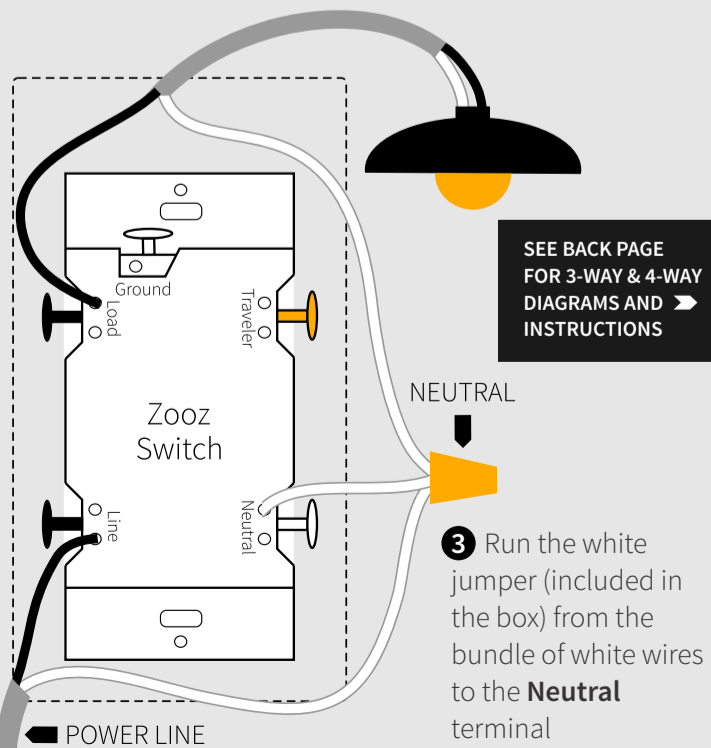 SEE BACK PAGE
FOR 3-WAY & 4-WAY
DIAGRAMS AND
INSTRUCTIONS
Ground
Load
Traveler
Zooz
Switch
NEUTRAL
Line
Neutral
3 Run the white
jumper (included in
the box) from the
bundle of white wires
to the Neutral
terminal
POWER LINE